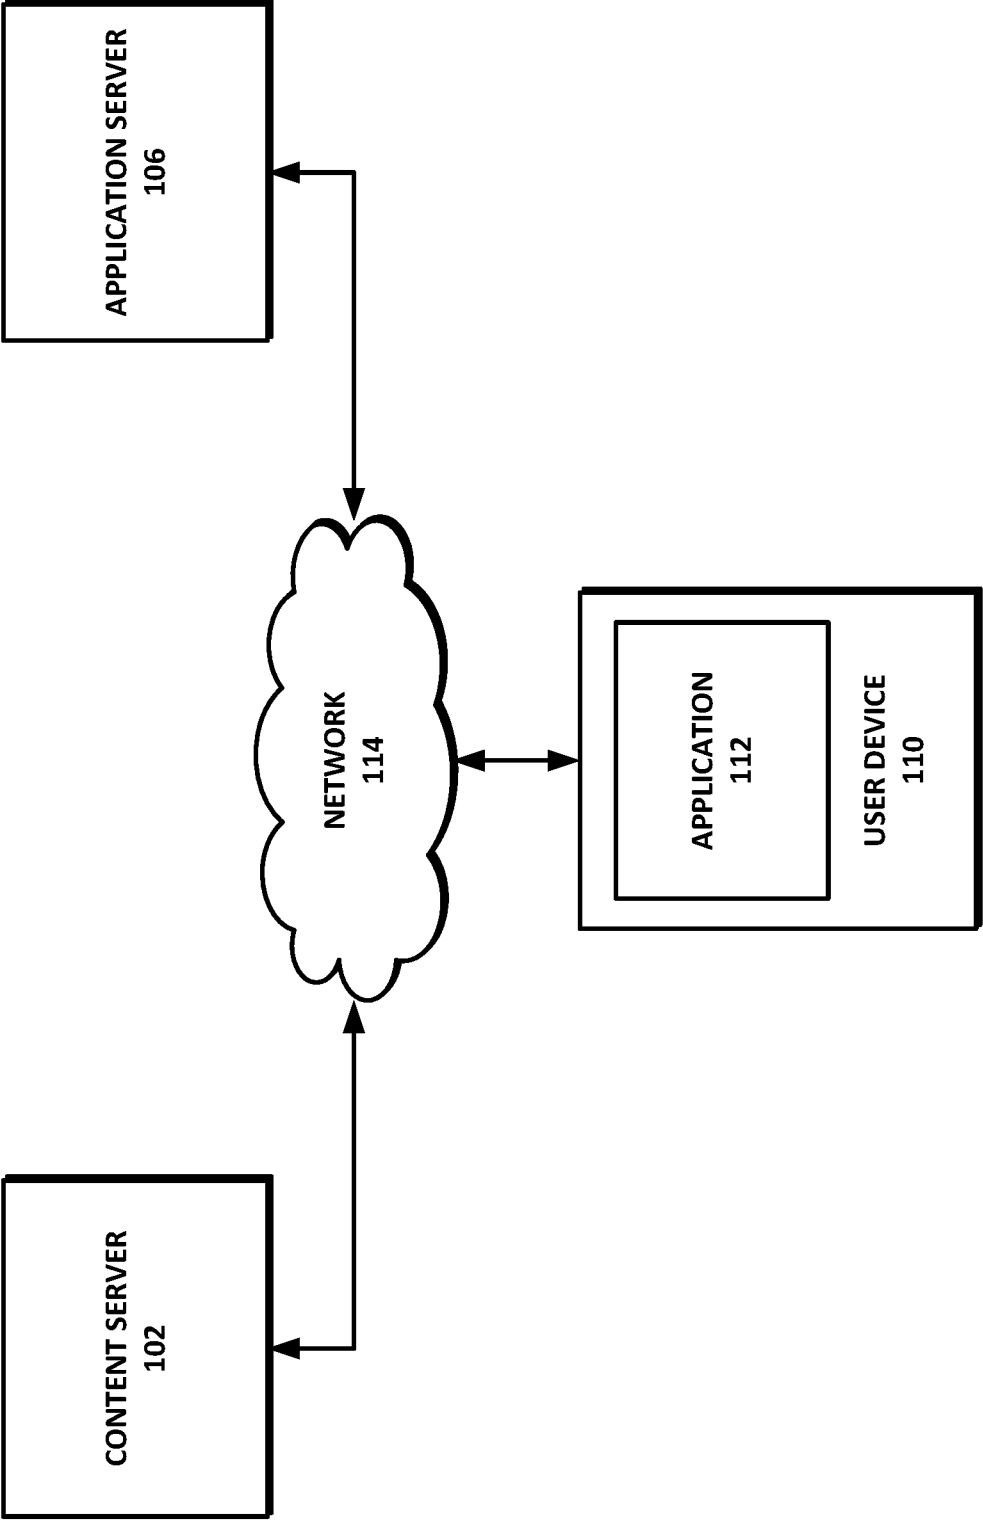 CONTENT SERVER
102
APPLICATION SERVER
106
NETWORK
114
APPLICATION
112
USER DEVICE
110